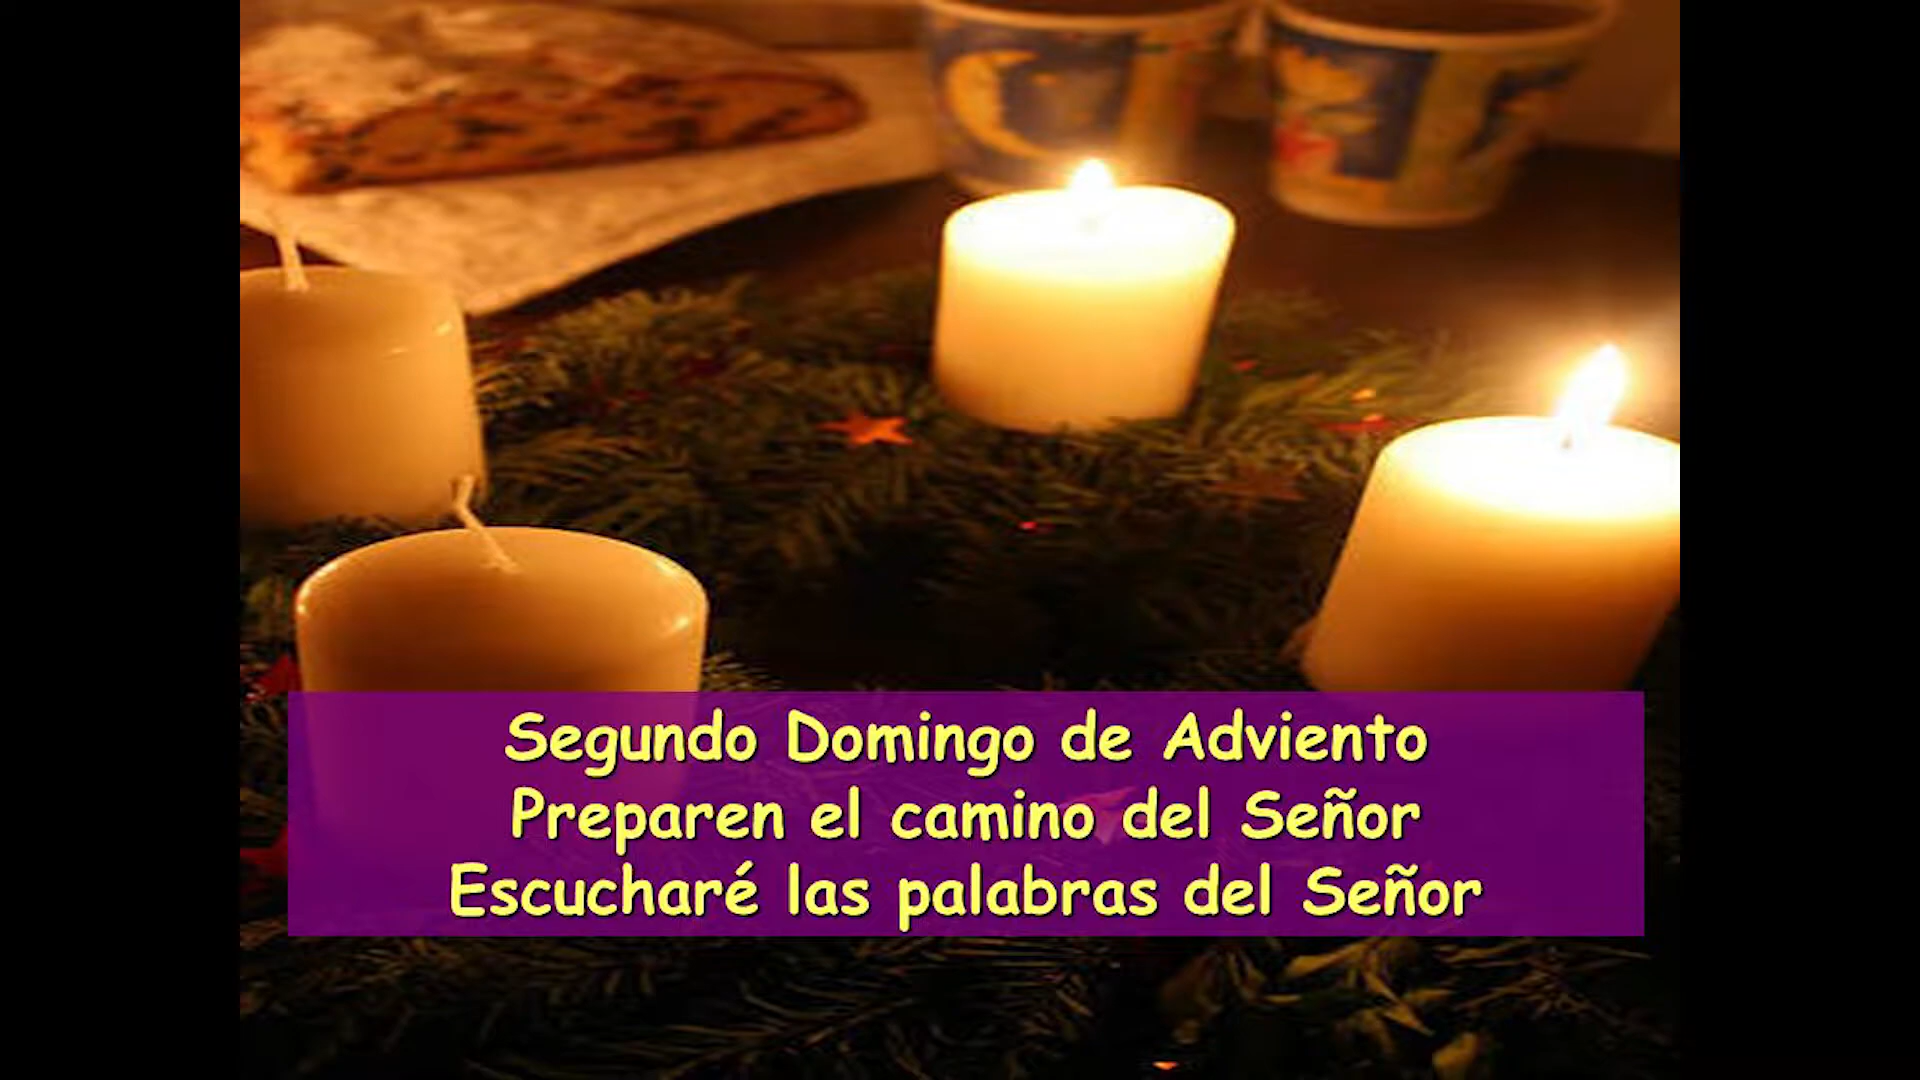 Segundo Domingo de Adviento
Preparen el camino del Señor
Escucharé las palabras del Señor